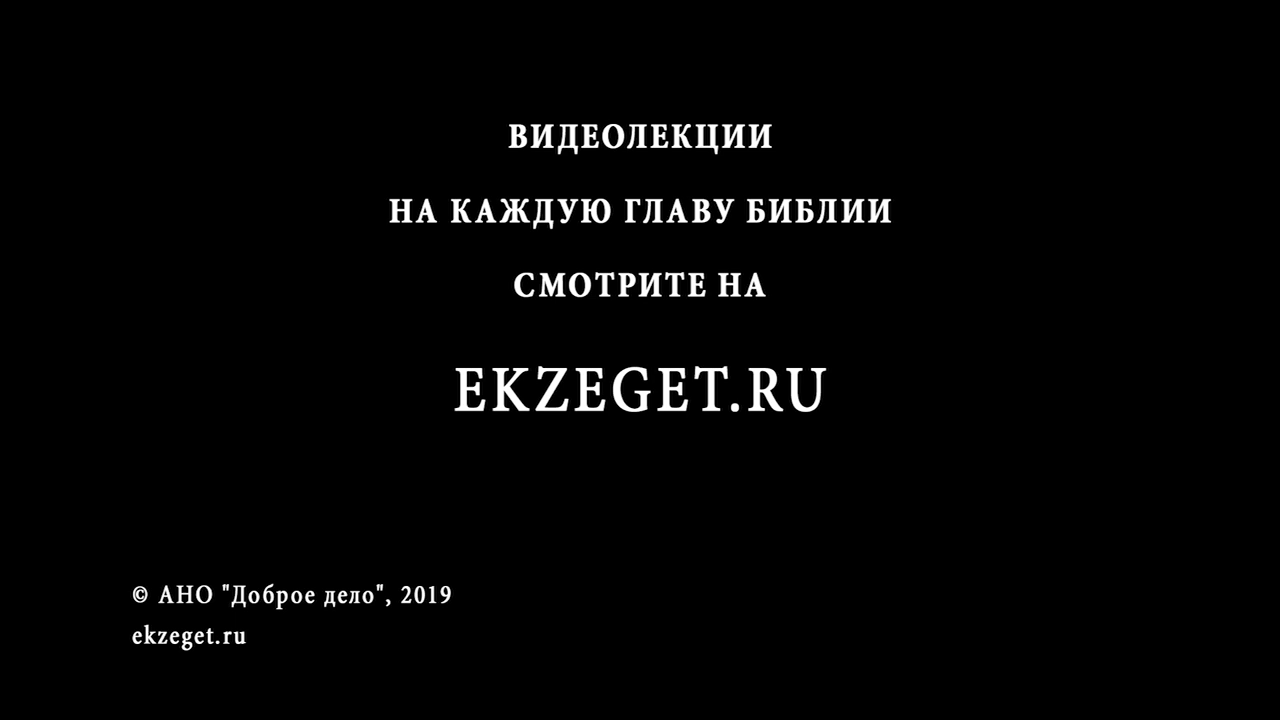 ВИДЕОЛЕКЦИИ
НА КАЖДУЮ ГЛАВУ БИБЛИИ
СМОТРИТЕ НА
EKZEGET.RU
© АНО "Доброе дело", 2019
ekzeget.ru